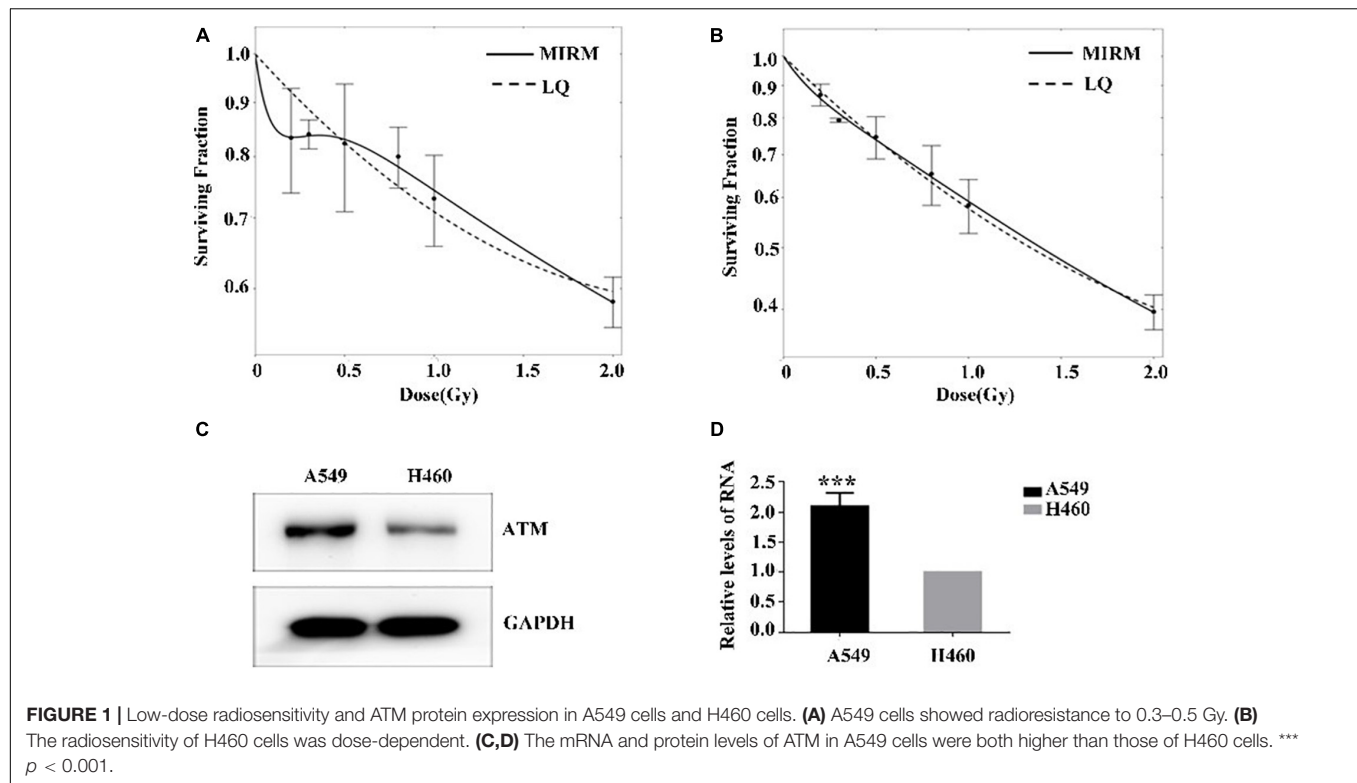 A
1.0
0.9
0.8
0.7
0.6
Surviving Fraction
MIRM
LQ
0 0.5 1.0 1.5 2.0
Dose(Gy)
B
1.0
0.9
0.8
0.7
0.6
0.5
0.4
Surviving Fraction
MIRM
LQ
0 0.5 1.0 1.5 2.0
Dose(Gy)
C
A549 H460
ATM
GAPDH
D
Relative levels of RNA
2.5
2.0
1.5
1.0
0.5
0.0
***
A549
H460
A549 H460
FIGURE 1 | Low-dose radiosensitivity and ATM protein expression in A549 cells and H460 cells. (A) A549 cells showed radioresistance to 0.3–0.5 Gy. (B)
The radiosensitivity of H460 cells was dose-dependent. (C,D) The mRNA and protein levels of ATM in A549 cells were both higher than those of H460 cells. ***
p < 0.001.